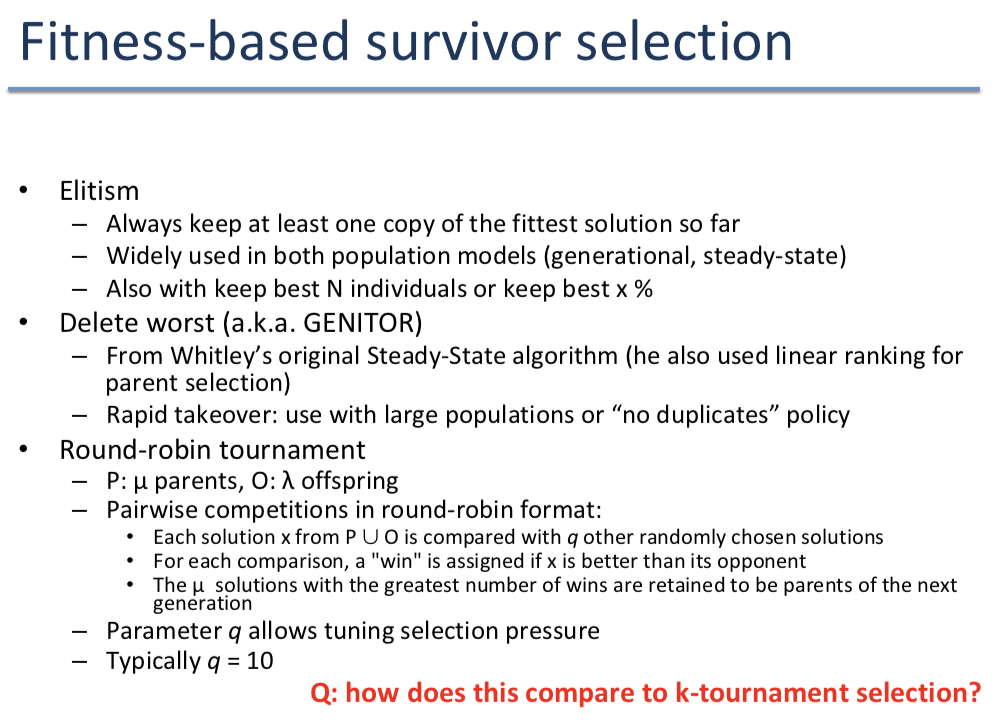 Fitness-based survivor selection
• Elitism
– Always keep at least one copy of the fittest solution so far
– Widely used in both population models (generational, steady-state)
– Also with keep best N individuals or keep best x %
• Delete worst (a.k.a. GENITOR)
– From Whitley’s original Steady-State algorithm (he also used linear ranking for
parent selection)
– Rapid takeover: use with large populations or “no duplicates” policy
• Round-robin tournament
– P: μ parents, O: λ offspring
– Pairwise competitions in round-robin format:
• Each solution x from P ∪ O is compared with q other randomly chosen solutions
• For each comparison, a "win" is assigned if x is better than its opponent
• The μ solutions with the greatest number of wins are retained to be parents of the next
generation
– Parameter q allows tuning selection pressure
– Typically q = 10
Q: how does this compare to k-tournament selection?